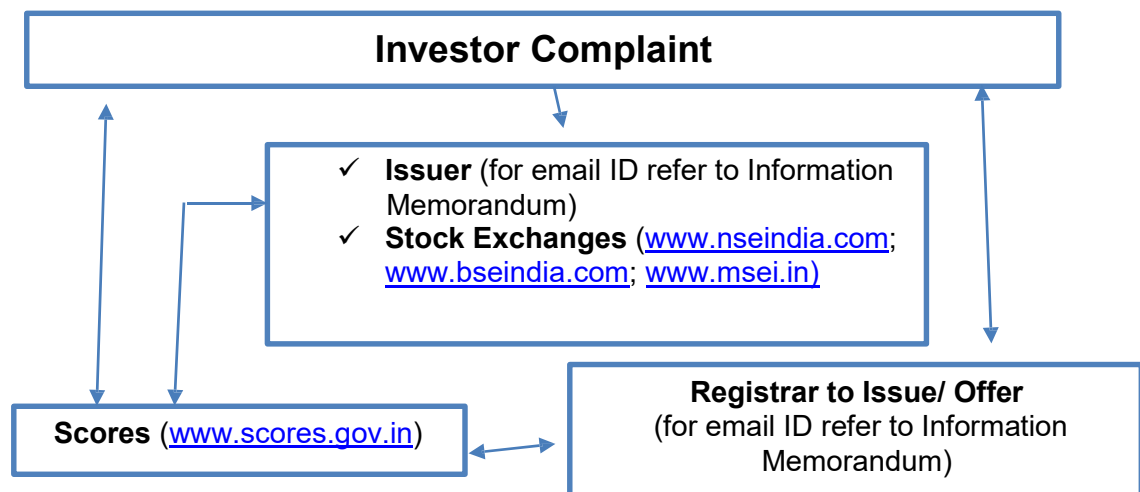 Investor Complaint
✓ Issuer (for email ID refer to Information
Memorandum)
✓ Stock Exchanges (www.nseindia.com;
www.bseindia.com; www.msei.in)
Registrar to Issue/ Offer
(for email ID refer to Information
Memorandum)
Scores (www.scores.gov.in)